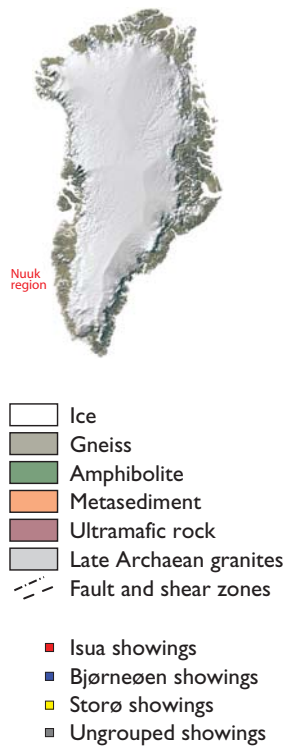 Nuuk
region
Ice
Gneiss
Amphibolite
Metasediment
Ultramafic rock
Late Archaean granites
Fault and shear zones
Isua showings
Bjørneøen showings
Storø showings
Ungrouped showings